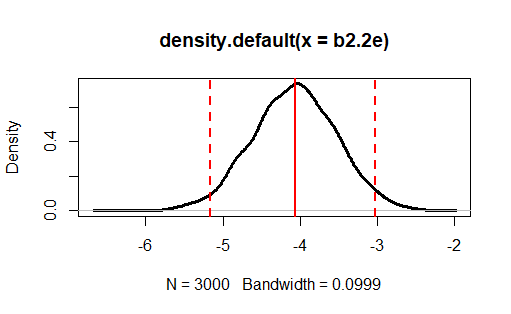 density.default(x = b2.2e)
Density
0.4
0.0
-6 -5 -4 -3 -2
N = 3000 Bandwidth = 0.0999